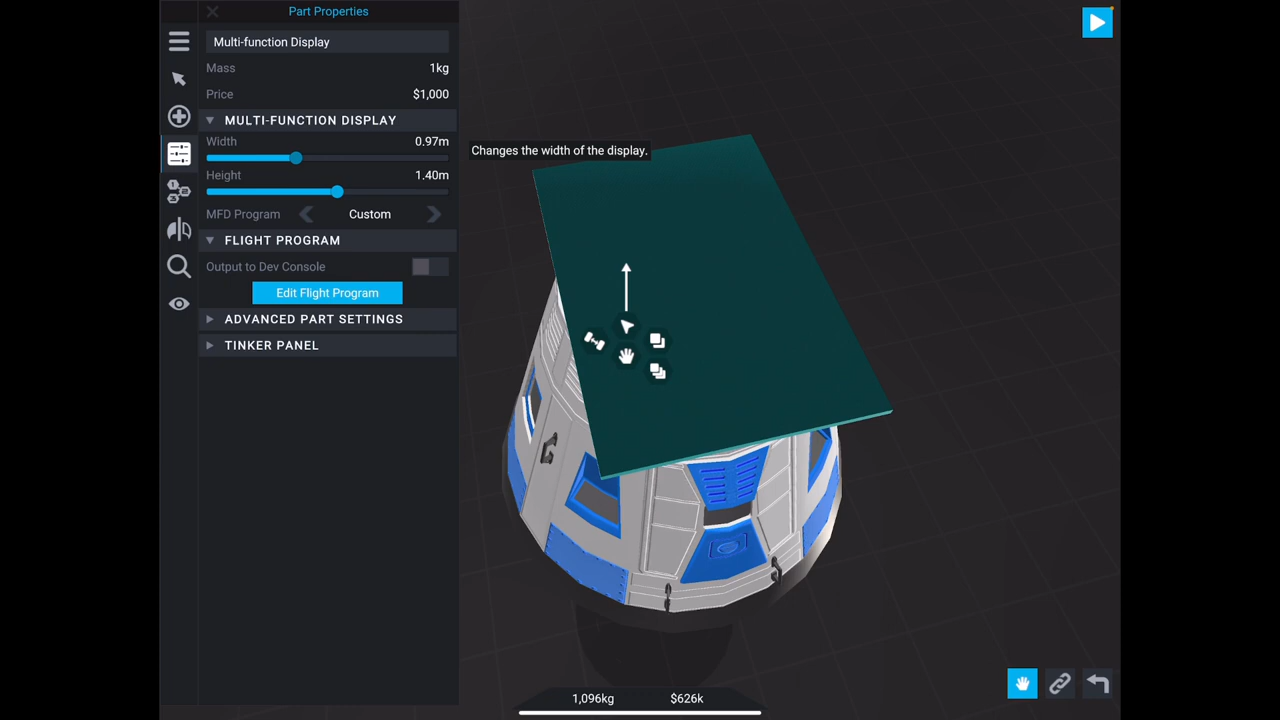 Part Properties
Multi-function Display
Mass 1kg
Price $1,000
MULTI-FUNCTION DISPLAY
Width 0.97m
Changes the width of the display.
Height 1.40m
MFD Program Custom
FLIGHT PROGRAM
Output to Dev Console
Edit Flight Program
ADVANCED PART SETTINGS
TINKER PANEL
1,096kg $626k